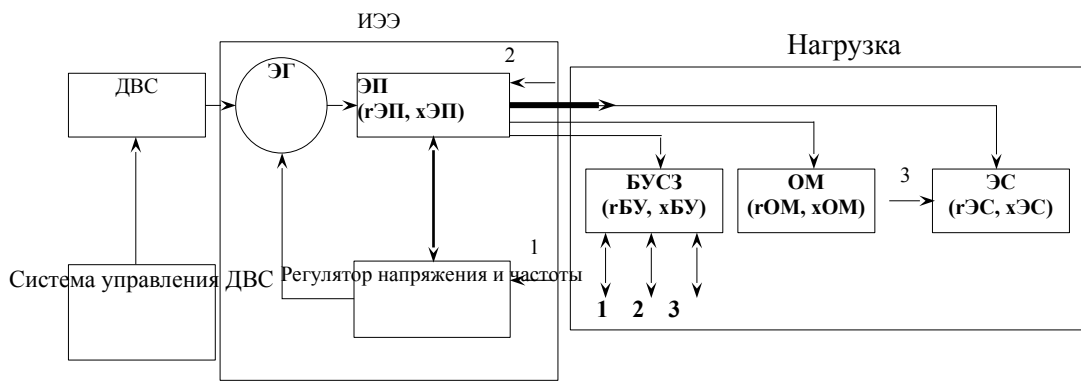 ИЭЭ
Нагрузка
ДВС
ЭГ
ЭП
(rЭП, xЭП)
2
БУСЗ
(rБУ, xБУ)
ОМ
(rОМ, xОМ)
3
ЭС
(rЭС, xЭС)
Система управления ДВС
Регулятор напряжения и частоты
1
1 2 3